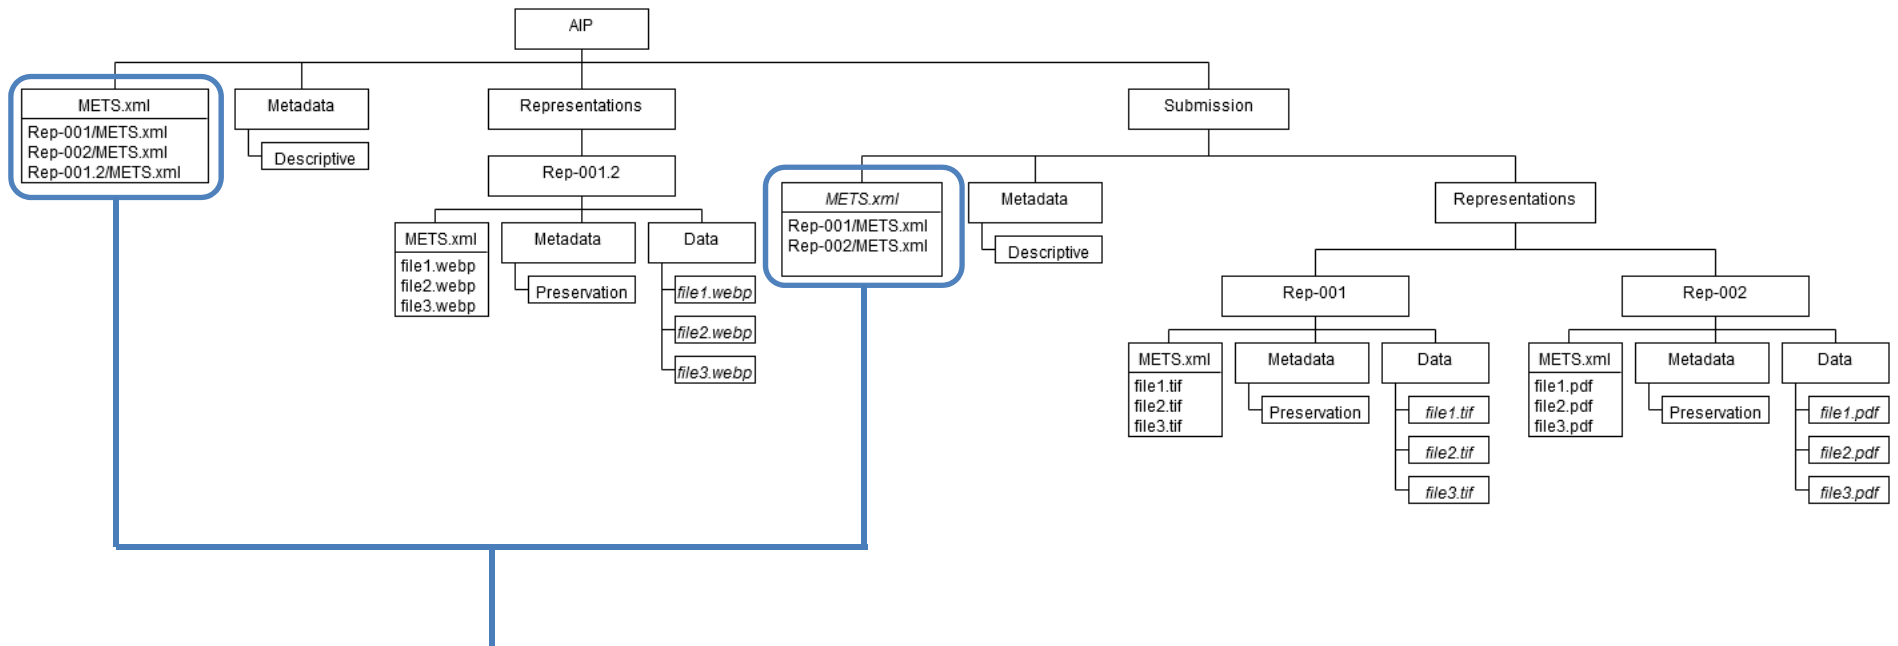 AIP
METS.xml
Rep-001/METS.xml
Rep-002/METS.xml
Rep-001.2/METS.xml
Metadata
Descriptive
Representations
Rep-001.2
METS.xml
file1.webp
file2.webp
file3.webp
Metadata
Preservation
Data
file1.webp
file2.webp
file3.webp
Submission
METS.xml
Rep-001/METS.xml
Rep-002/METS.xml
Metadata
Descriptive
Representations
Rep-001
METS.xml
file1.tif
file2.tif
file3.tif
Metadata
Preservation
Data
file1.tif
file2.tif
file3.tif
Rep-002
METS.xml
file1.pdf
file2.pdf
file3.pdf
Metadata
Preservation
Data
file1.pdf
file2.pdf
file3.pdf